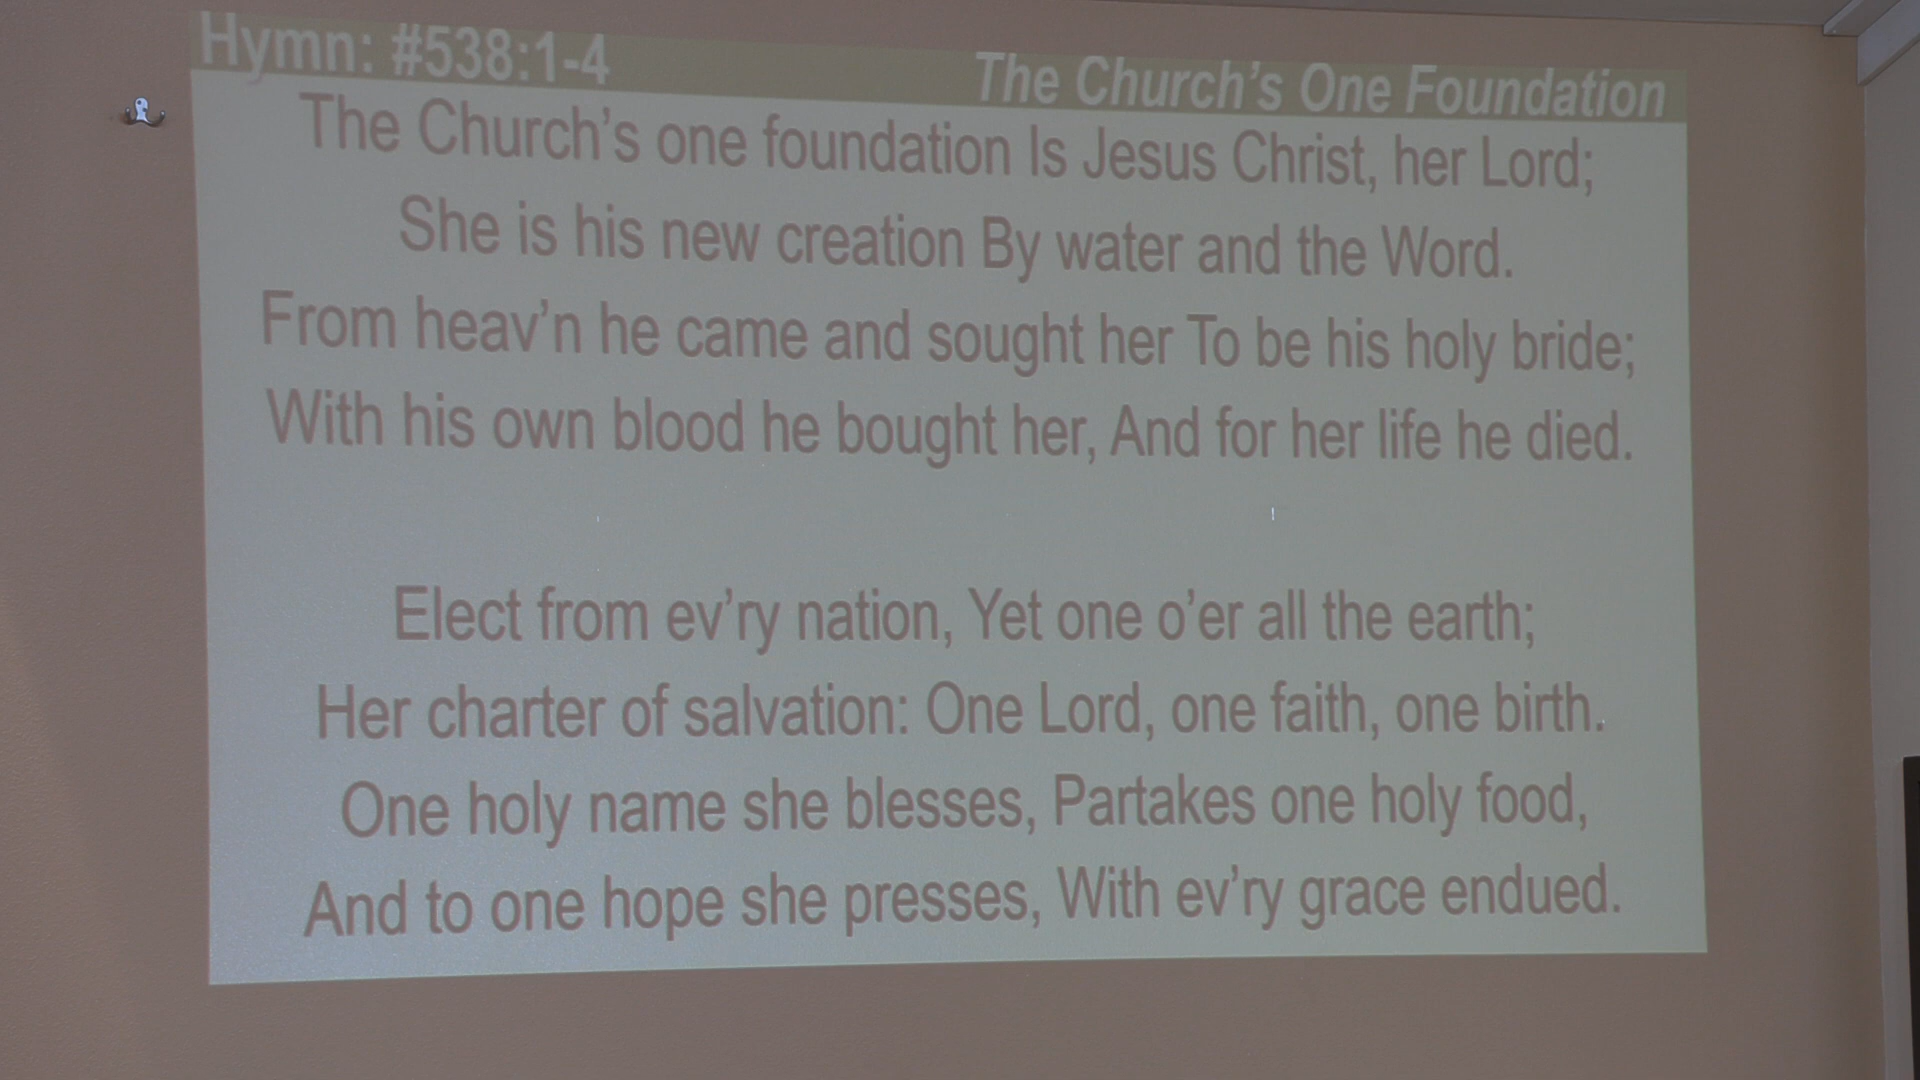 Hymn: #538:1-4 The Church's One Foundation
The Church's one foundation Is Jesus Christ, her Lord;
She is his new creation By water and the Word.
From heav'n he came and sought her To be his holy bride;
With his own blood he bought her, And for her life he died.
Elect from ev'ry nation, Yet one o'er all the earth;
Her charter of salvation: One Lord, one faith, one birth.
One holy name she blesses, Partakes one holy food,
And to one hope she presses, With ev'ry grace endued.